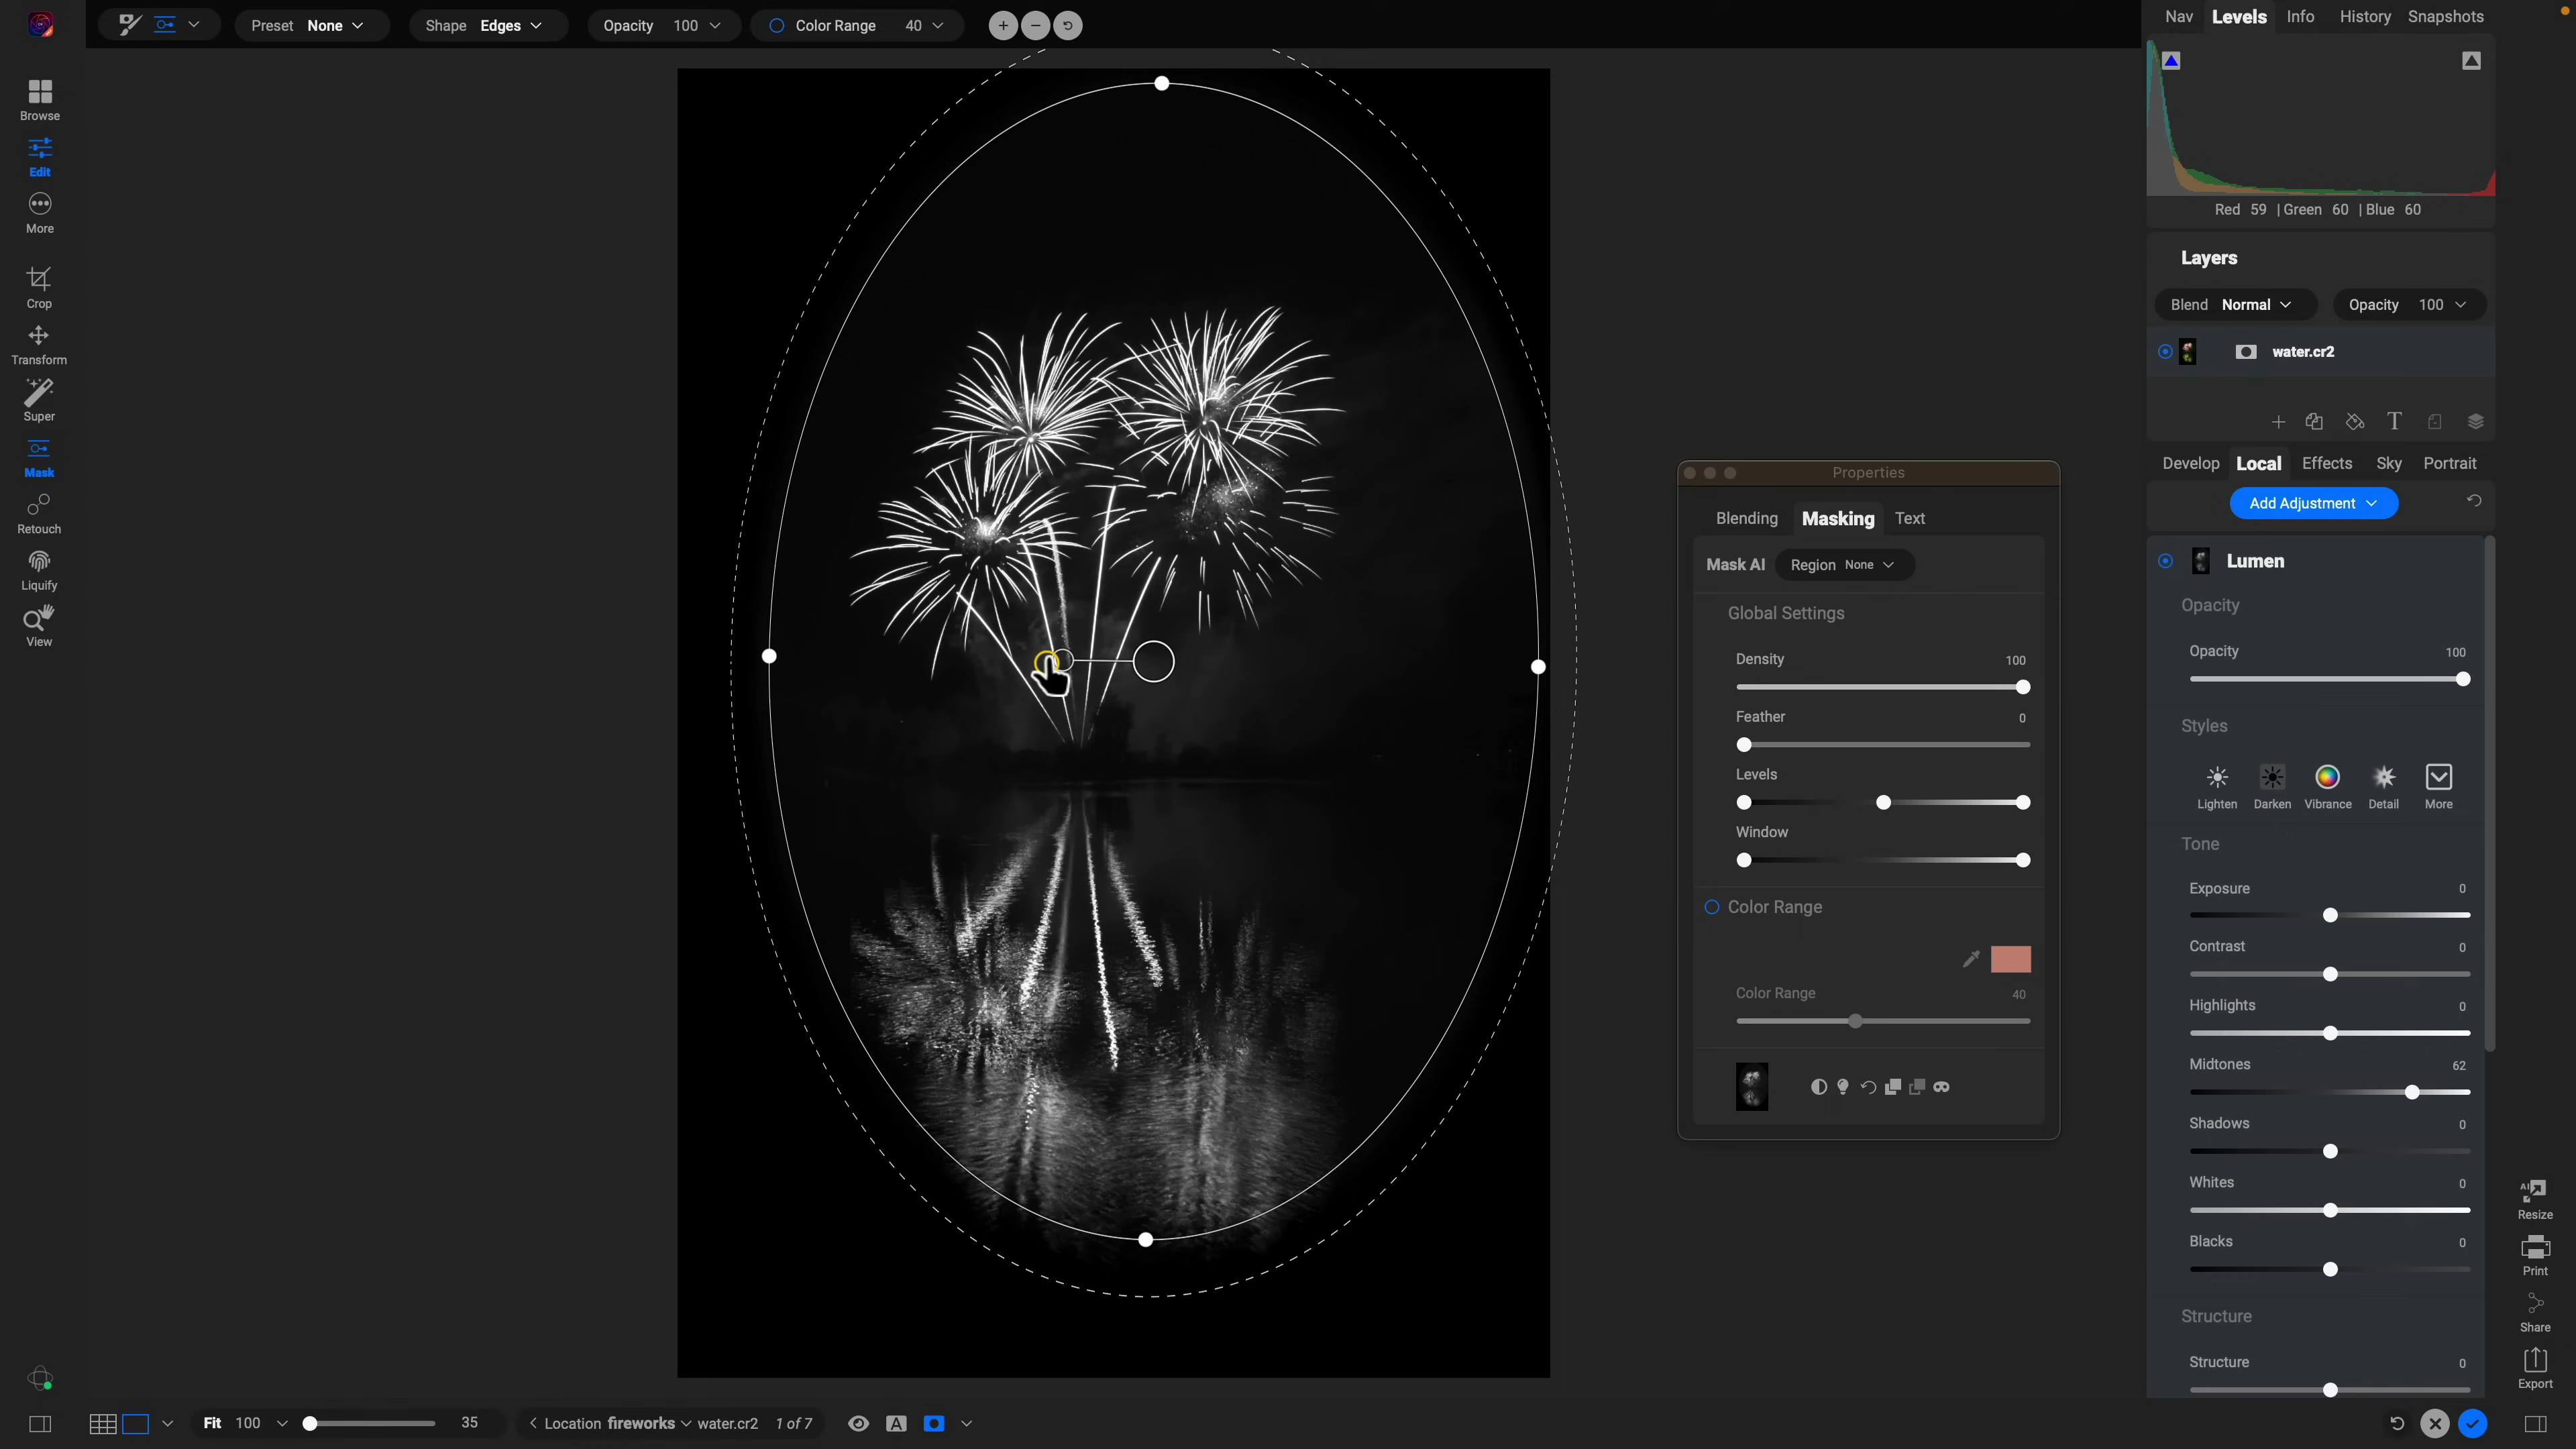 Preset None
Shape Edges
Opacity 100
Color Range 40
Nav Levels Info History Snapshots
Browse
Edit
More
Crop
Transform
Super
Mask
Retouch
Liquify
View
Red 59 | Green 60 | Blue 60
Layers
Blend Normal
Opacity 100
water.cr2
T
Develop Local Effects Sky Portrait
Add Adjustment
Lumen
Opacity
Opacity 100
Styles
Lighten Darken Vibrance Detail More
Tone
Exposure 0
Contrast 0
Highlights 0
Midtones 62
Shadows 0
Whites 0
Blacks 0
Structure
Structure 0
Properties
Blending Masking Text
Mask AI Region None
Global Settings
Density 100
Feather 0
Levels
Window
Color Range
Color Range 40
AI
Resize
Print
Share
Export
Fit 100 35
Location fireworks water.cr2 1 of 7
A